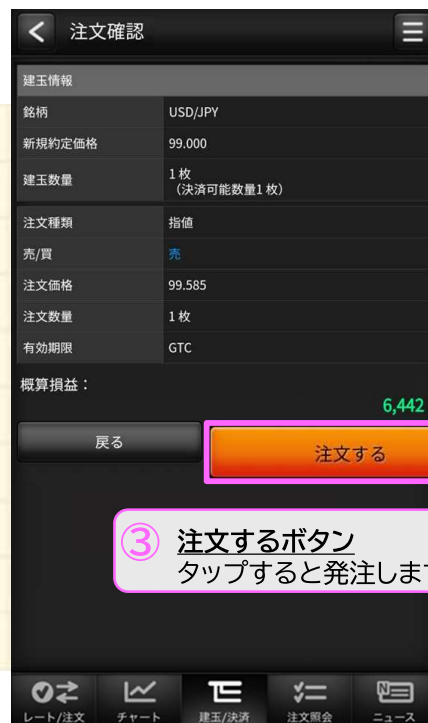 注文確認
建玉情報
銘柄 USD/JPY
新規約定価格 99.000
建玉数量 1枚
（決済可能数量1枚）
注文種類 指値
売/買 売
注文価格 99.585
注文数量 1枚
有効期限 GTC
概算損益：
6,442
戻る 注文する
③ 注文するボタン
タップすると発注しま
レート/注文 チャート 建玉/決済 注文照会 ニュース